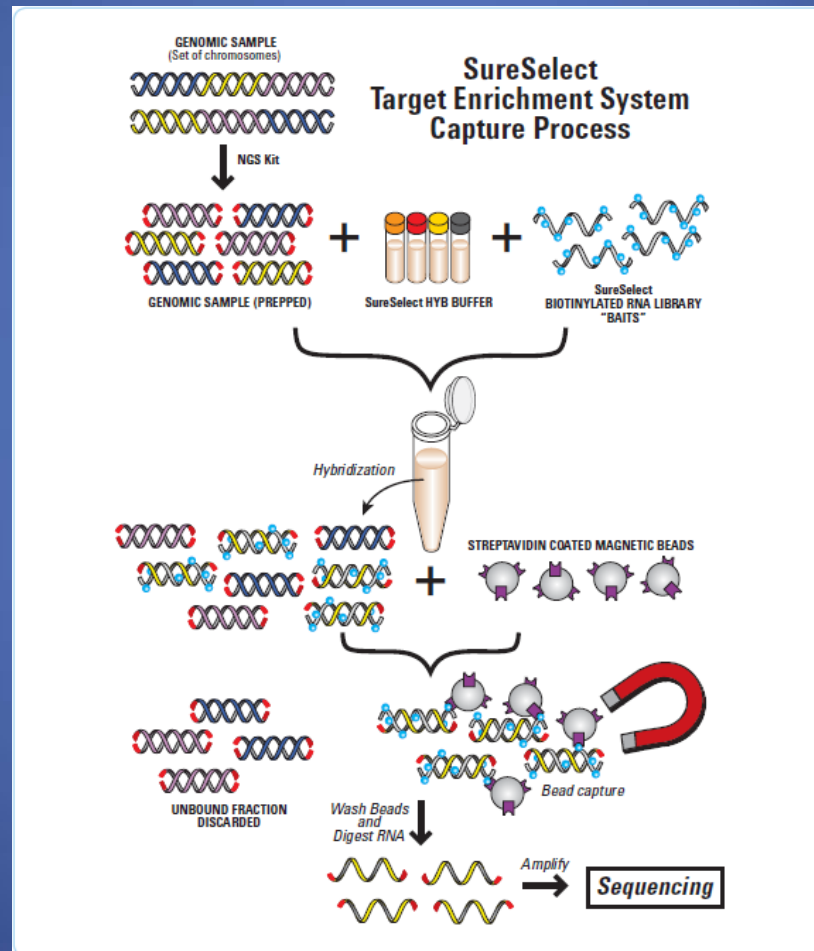 GENOMIC SAMPLE
(Set of chromosomes)
SureSelect
Target Enrichment System
Capture Process
NGS Kit
+
+
GENOMIC SAMPLE (PREPPED)
SureSelect HYB BUFFER
SureSelect
BIOTINYLATED RNA LIBRARY
"BAITS"
Hybridization
STREPTAVIDIN COATED MAGNETIC BEADS
+
UNBOUND FRACTION
DISCARDED
Bead capture
Wash Beads
and
Digest RNA
Amplify
Sequencing